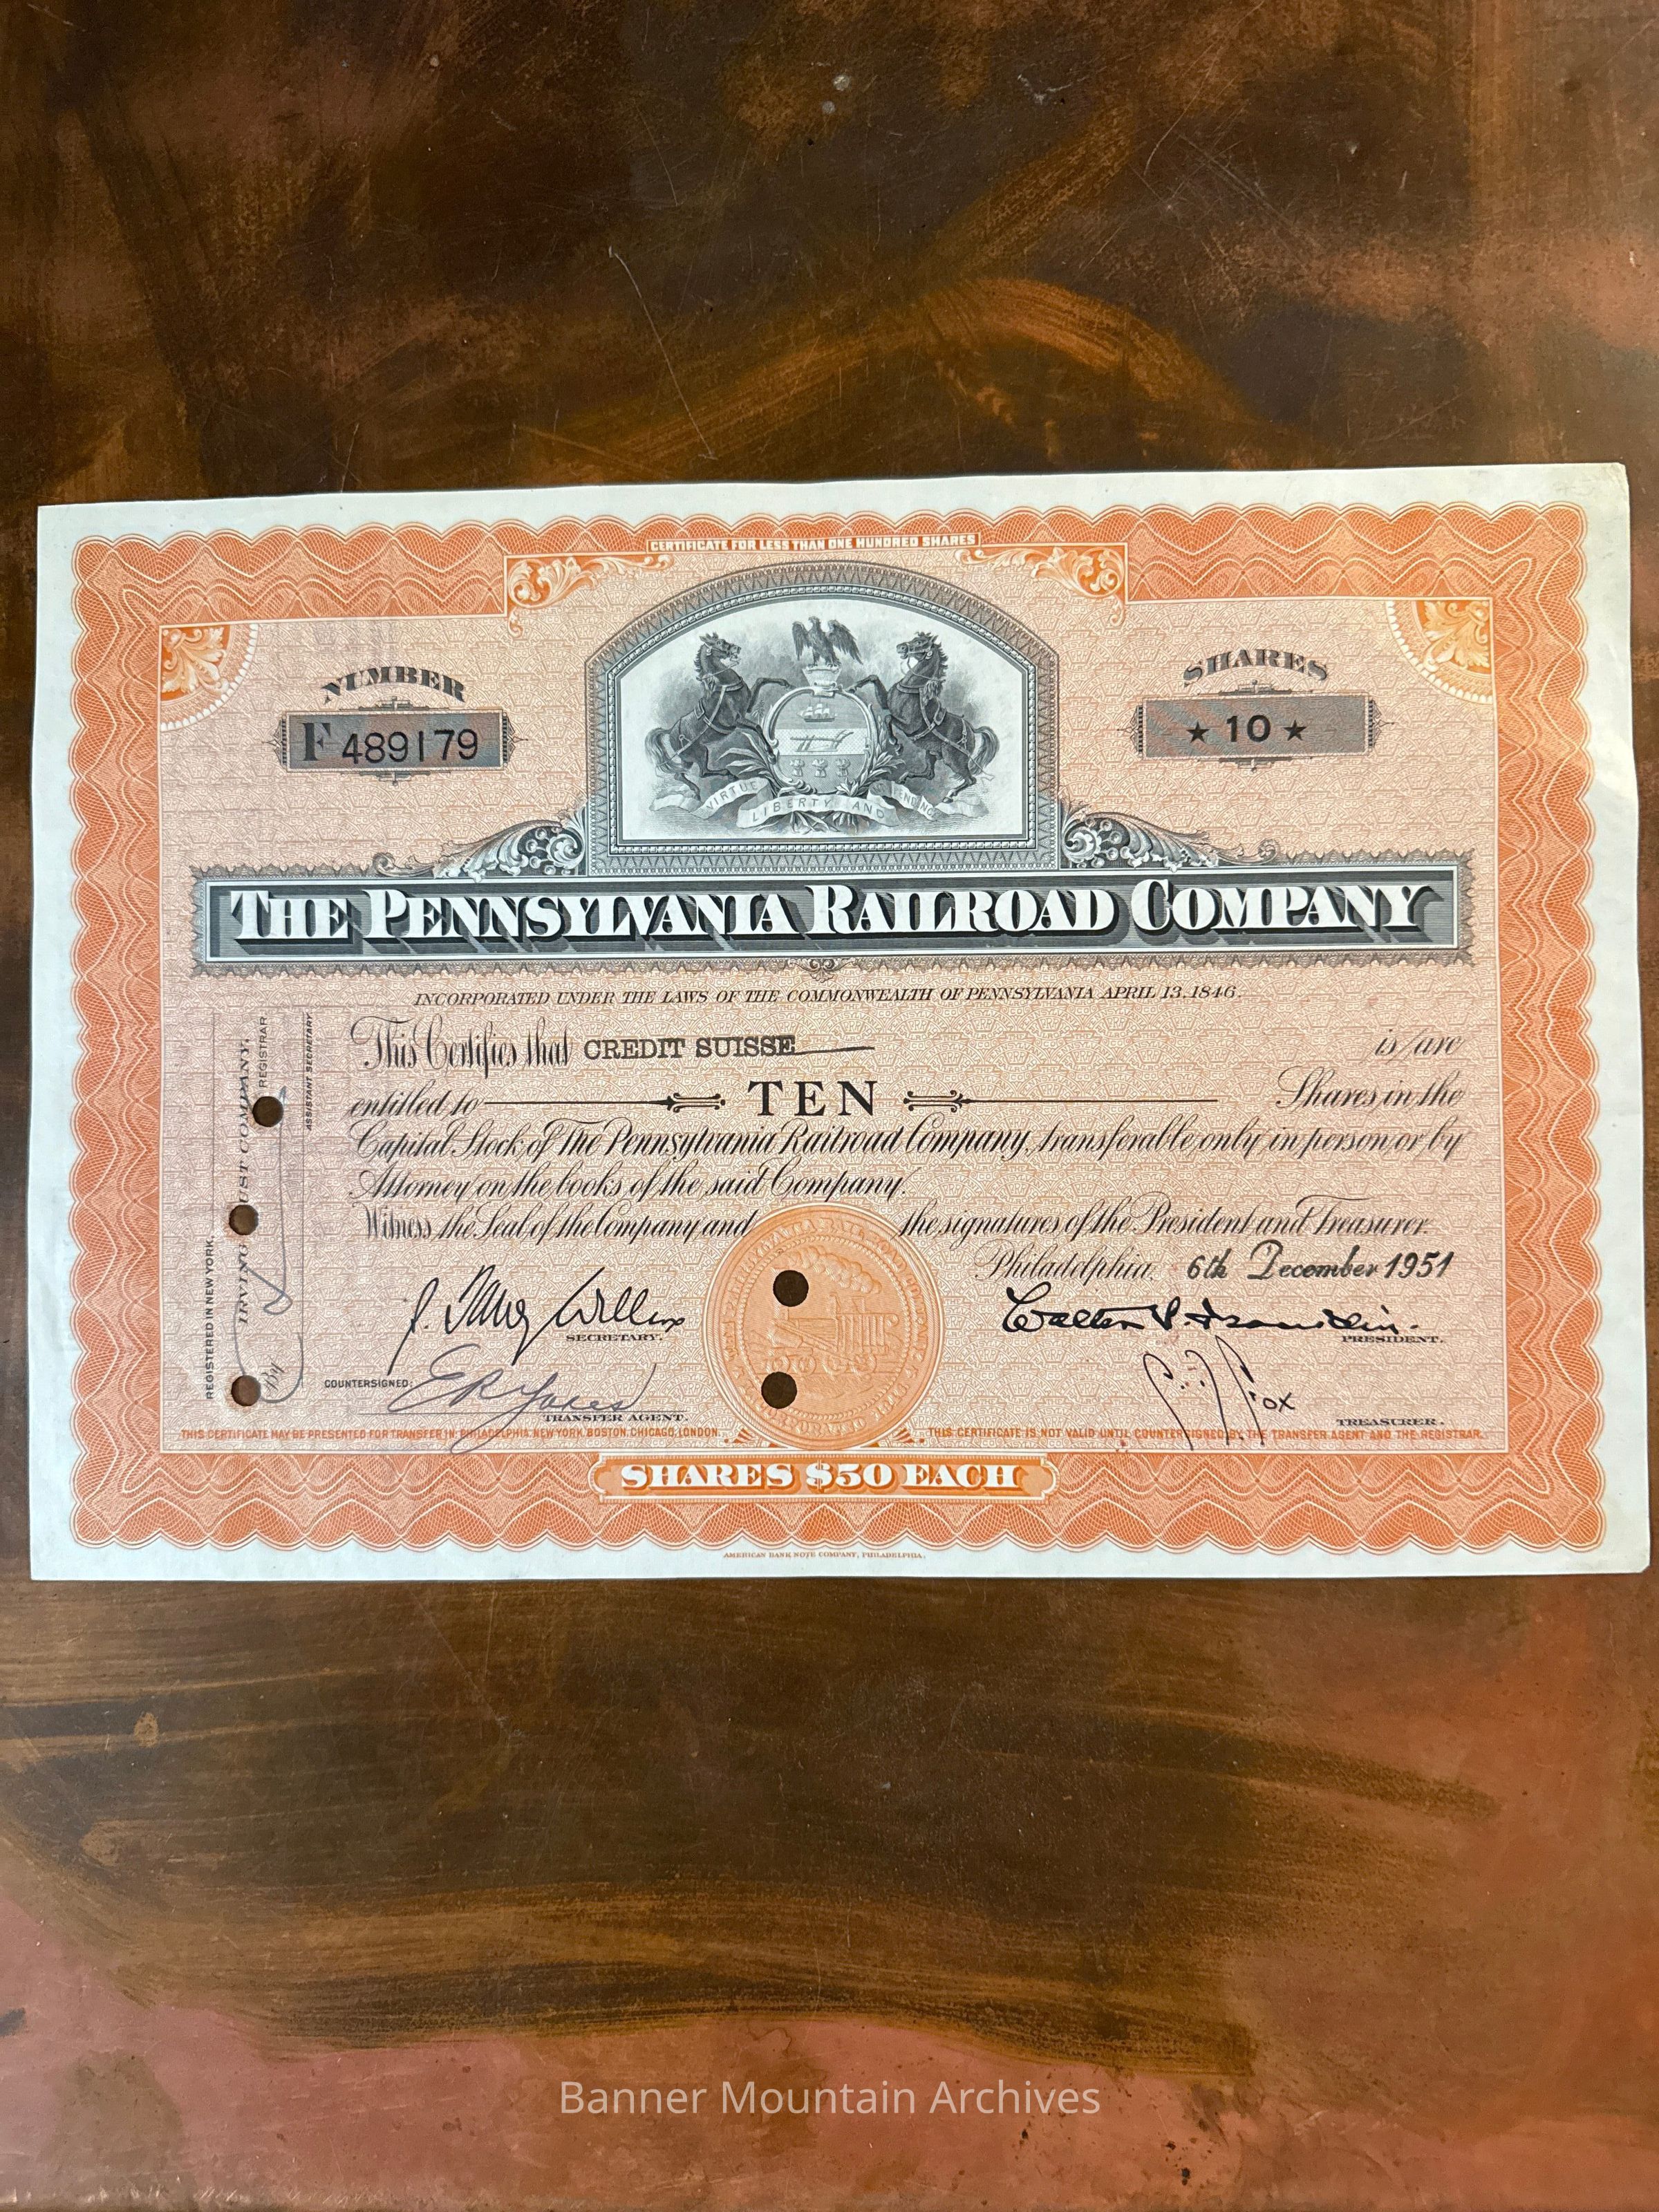 CERTIFICATE FOR LESS THAN ONE HUNDRED SHARES
NUMBER
F 489179
SHARES
★ 10 ★
VIRTUE LIBERTY AND
THE PENNSYLVANIA RAILROAD COMPANY
INCORPORATED UNDER THE LAWS OF THE COMMONWEALTH OF PENNSYLVANIA APRIL 13, 1846.
This Certifies that CREDIT SUISSE is/are
entitled to TEN Shares in the
Capital Stock of The Pennsylvania Railroad Company, transferable only in person or by
Attorney on the books of the said Company.
Witness the Seal of the Company and the signatures of the President and Treasurer.
Philadelphia, 6th December 1951
SECRETARY.
PRESIDENT.
COUNTERSIGNED:
TRANSFER AGENT.
TREASURER.
THIS CERTIFICATE MAY BE PRESENTED FOR TRANSFER IN PHILADELPHIA, NEW YORK, BOSTON, CHICAGO, LONDON.
THIS CERTIFICATE IS NOT VALID UNTIL COUNTERSIGNED BY THE TRANSFER AGENT AND THE REGISTRAR.
SHARES $50 EACH
AMERICAN BANK NOTE COMPANY, PHILADELPHIA.
REGISTERED IN NEW YORK.
IRVING TRUST COMPANY,
REGISTRAR
By
ASSISTANT SECRETARY
Banner Mountain Archives